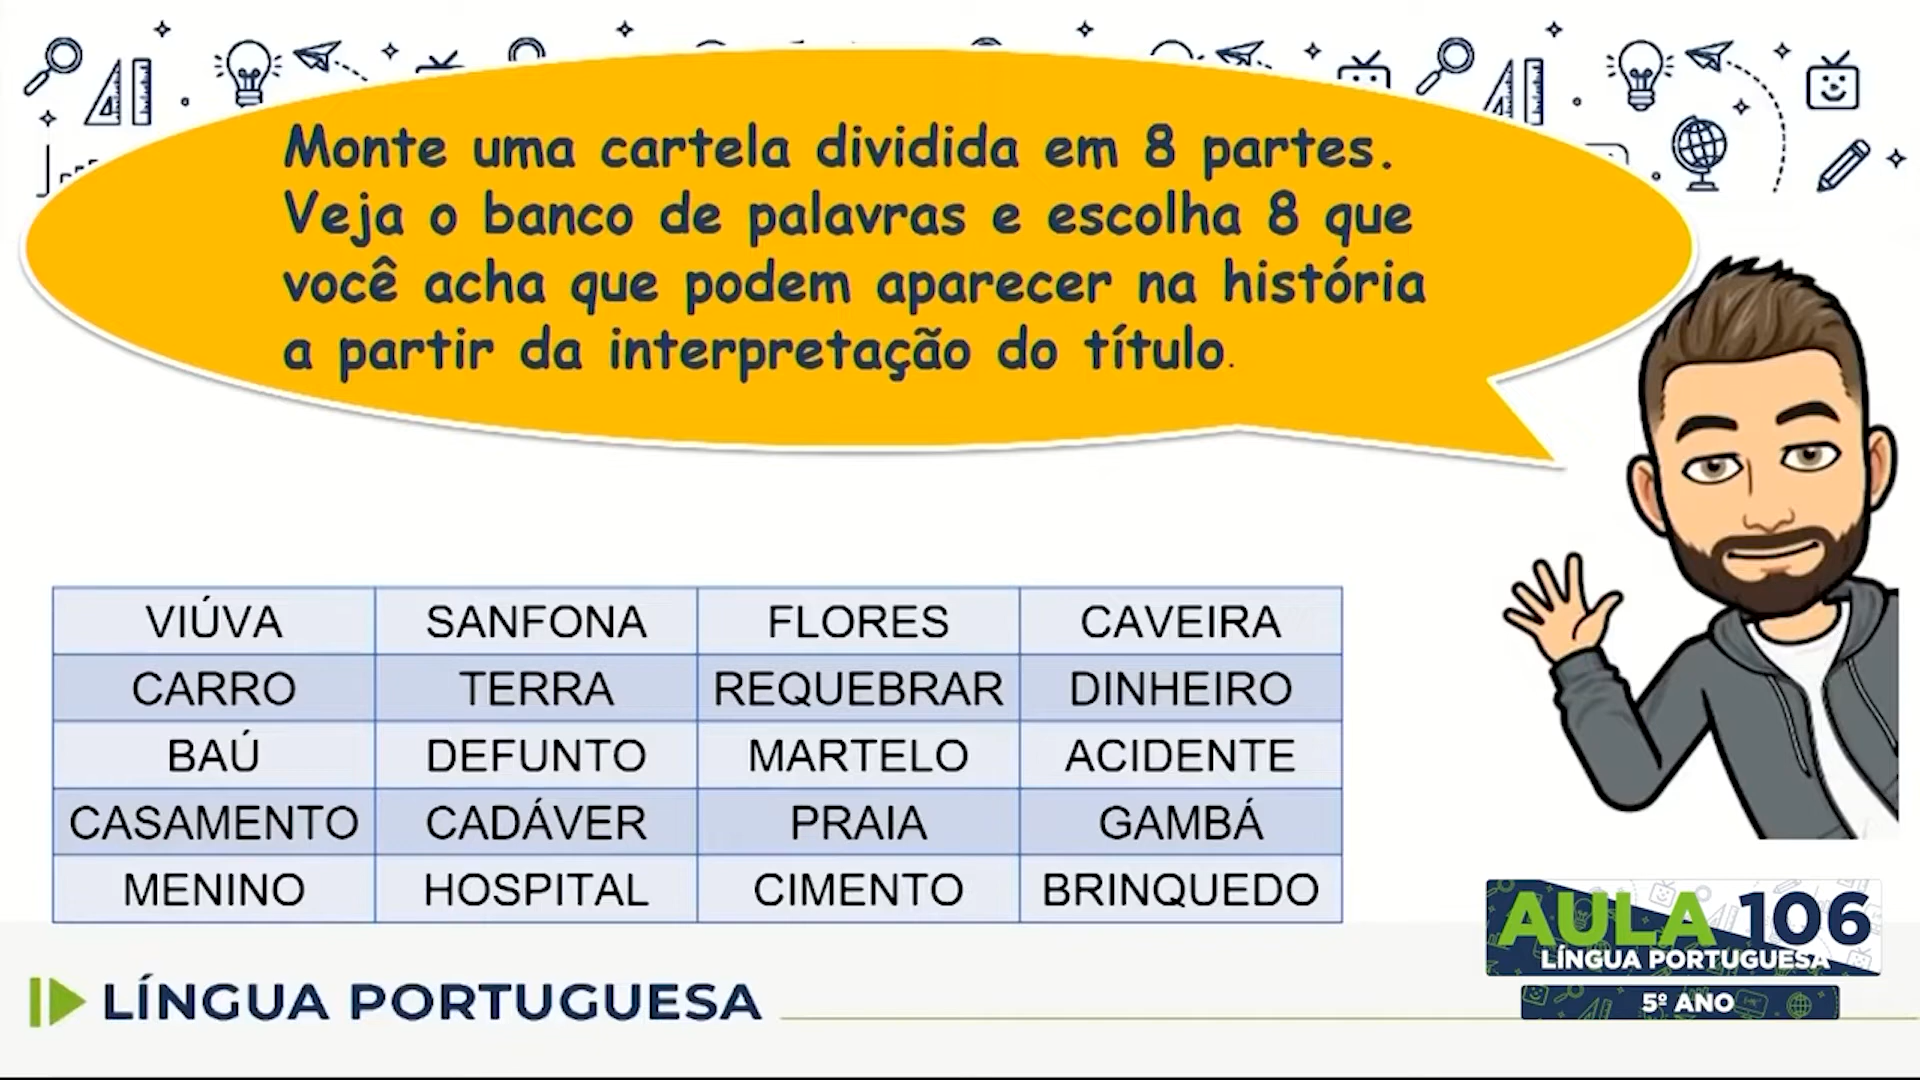 Monte uma cartela dividida em 8 partes.
Veja o banco de palavras e escolha 8 que
você acha que podem aparecer na história
a partir da interpretação do título.
VIÚVA SANFONA FLORES CAVEIRA
CARRO TERRA REQUEBRAR DINHEIRO
BAÚ DEFUNTO MARTELO ACIDENTE
CASAMENTO CADÁVER PRAIA GAMBÁ
MENINO HOSPITAL CIMENTO BRINQUEDO
AULA 106
LÍNGUA PORTUGUESA
5º ANO
LÍNGUA PORTUGUESA